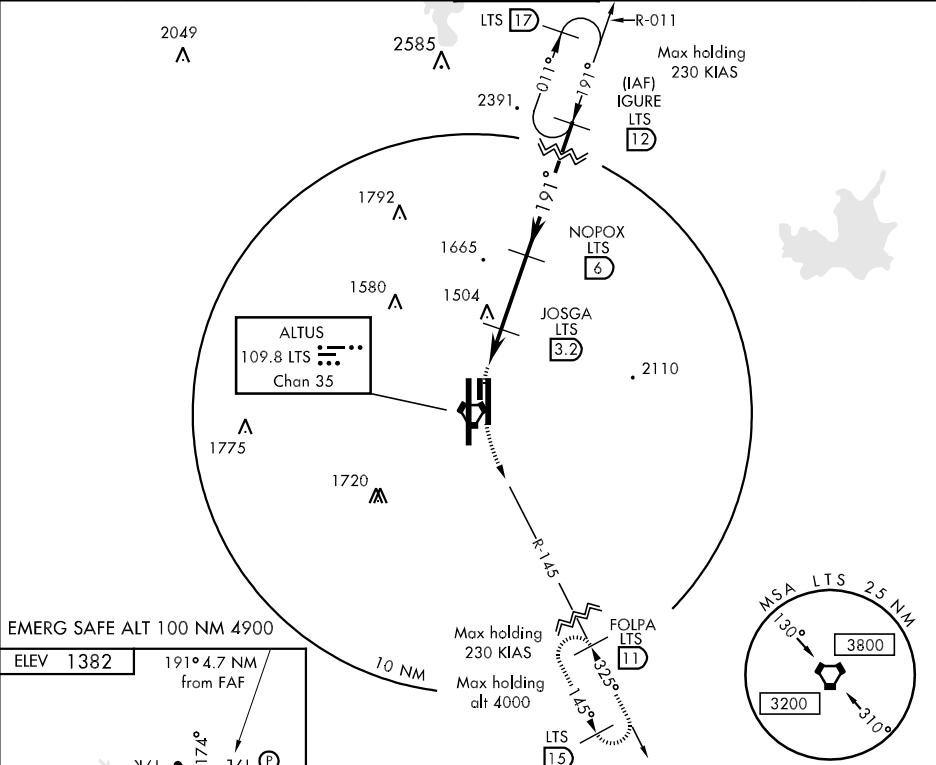 LTS 17
R-011
2049
2585
Max holding
230 KIAS
011°
191°
2391
(IAF)
IGURE
LTS
12
191°
1792
NOPOX
LTS
6
1665
1580
1504
JOSGA
LTS
3.2
ALTUS
109.8 LTS
Chan 35
2110
1775
1720
R-145
MSA LTS 25 NM
130°
3800
3200
310°
EMERG SAFE ALT 100 NM 4900
Max holding
230 KIAS
FOLPA
LTS
11
ELEV 1382
191° 4.7 NM
from FAF
10 NM
Max holding
alt 4000
325°
145°
LTS
15
174°
P